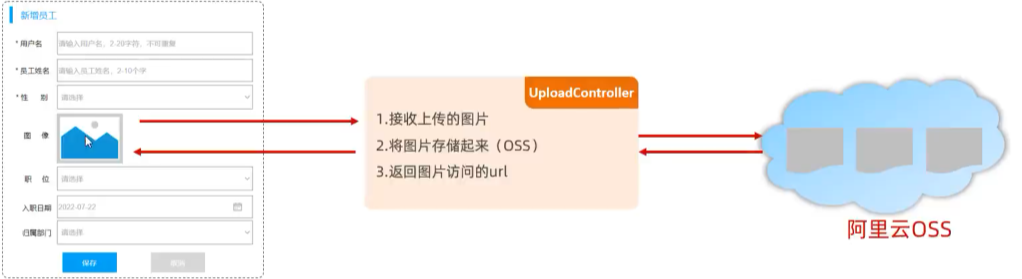 新增员工
* 用户名
请输入用户名，2-20字符，不可重复
* 员工姓名
请输入员工姓名，2-10个字
* 性 别
请选择
图 像
职 位
请选择
入职日期
2022-07-22
归属部门
请选择
保存
UploadController
1.接收上传的图片
2.将图片存储起来（OSS）
3.返回图片访问的url
阿里云OSS